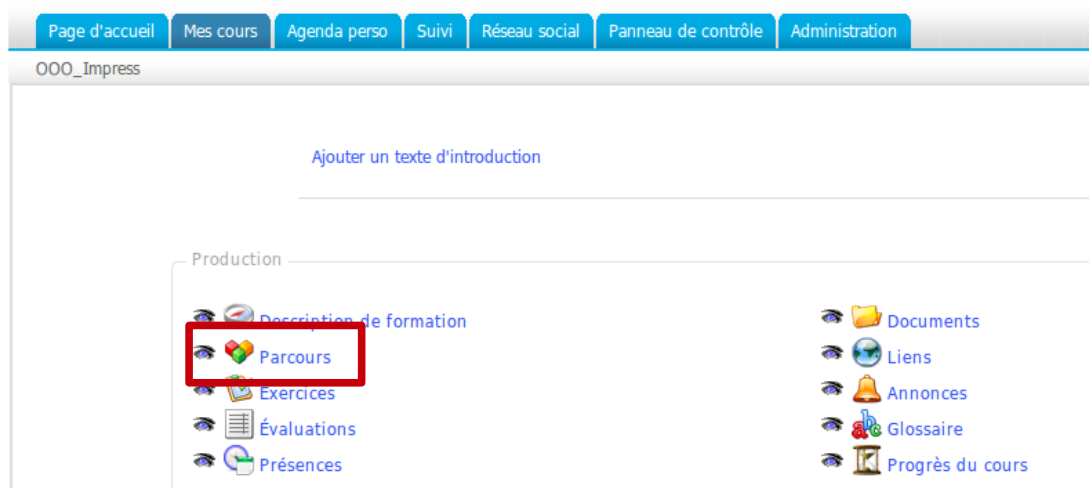 Page d'accueil Mes cours Agenda perso Suivi Réseau social Panneau de contrôle Administration
OOO_Impress
Ajouter un texte d'introduction
Production
Description de formation
Parcours
Exercices
Évaluations
Présences
Documents
Liens
Annonces
abc Glossaire
Progrès du cours